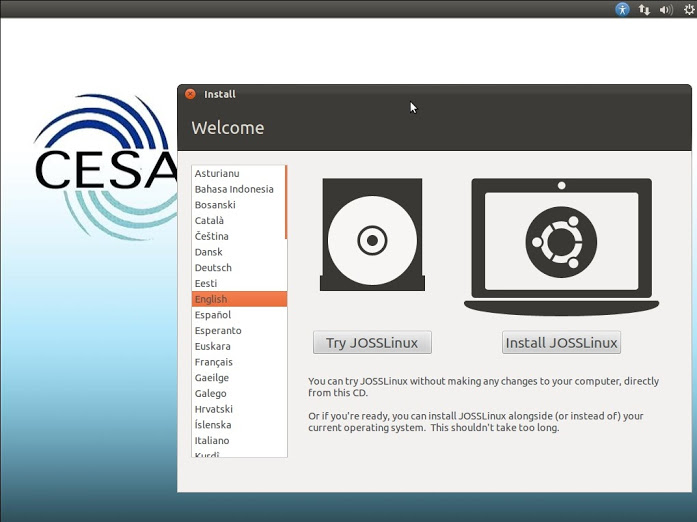 Install
Welcome
CESA
Asturianu
Bahasa Indonesia
Bosanski
Català
Čeština
Dansk
Deutsch
Eesti
English
Español
Esperanto
Euskara
Français
Gaeilge
Galego
Hrvatski
Íslenska
Italiano
Kurdî
Try JOSSLinux
Install JOSSLinux
You can try JOSSLinux without making any changes to your computer, directly
from this CD.
Or if you're ready, you can install JOSSLinux alongside (or instead of) your
current operating system. This shouldn't take too long.